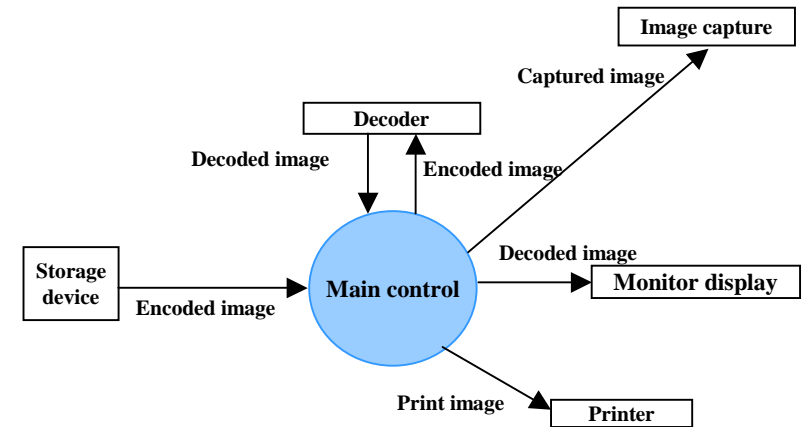 Image capture
Captured image
Decoder
Decoded image
Encoded image
Decoded image
Storage
device
Main control
Monitor display
Encoded image
Print image
Printer